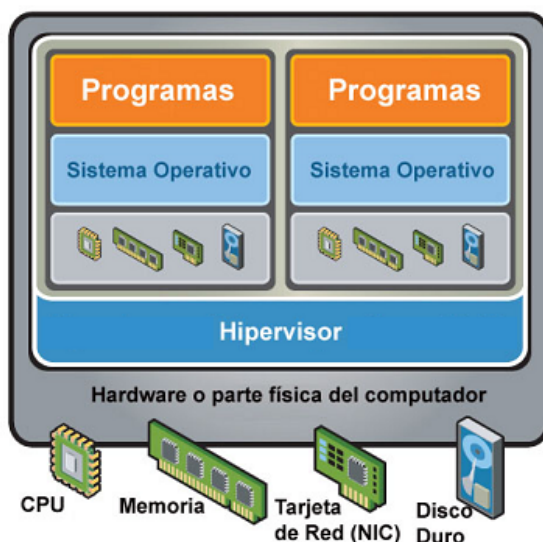 Programas
Programas
Sistema Operativo
Sistema Operativo
Hipervisor
Hardware o parte física del computador
CPU
Memoria
Tarjeta
de Red (NIC)
Disco
Duro